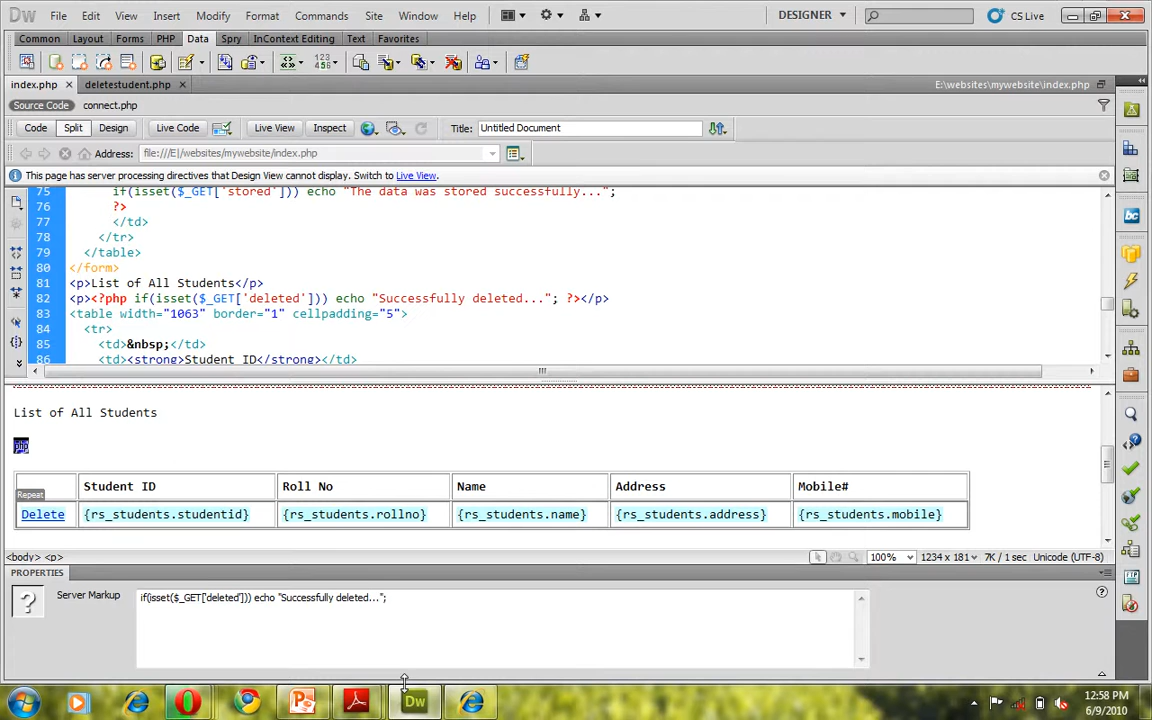 Dw File Edit View Insert Modify Format Commands Site Window Help DESIGNER CS Live
Common Layout Forms PHP Data Spry InContext Editing Text Favorites
index.php deletestudent.php E:\websites\mywebsite\index.php
Source Code connect.php
Code Split Design Live Code Live View Inspect Title: Untitled Document
Address: file:///E|/websites/mywebsite/index.php
This page has server processing directives that Design View cannot display. Switch to Live View.
75 if(isset($_GET['stored'])) echo "The data was stored successfully...";
76 ?>
77 </td>
78 </tr>
79 </table>
80 </form>
81 <p>List of All Students</p>
82 <p><?php if(isset($_GET['deleted'])) echo "Successfully deleted..."; ?></p>
83 <table width="1063" border="1" cellpadding="5">
84 <tr>
85 <td>&nbsp;</td>
86 <td><strong>Student ID</strong></td>
List of All Students
php
Student ID Roll No Name Address Mobile#
Repeat
Delete {rs_students.studentid} {rs_students.rollno} {rs_students.name} {rs_students.address} {rs_students.mobile}
<body> <p> 100% 1234 x 181 7K / 1 sec Unicode (UTF-8)
PROPERTIES
Server Markup if(isset($_GET['deleted'])) echo "Successfully deleted...";
Dw
12:58 PM
6/9/2010